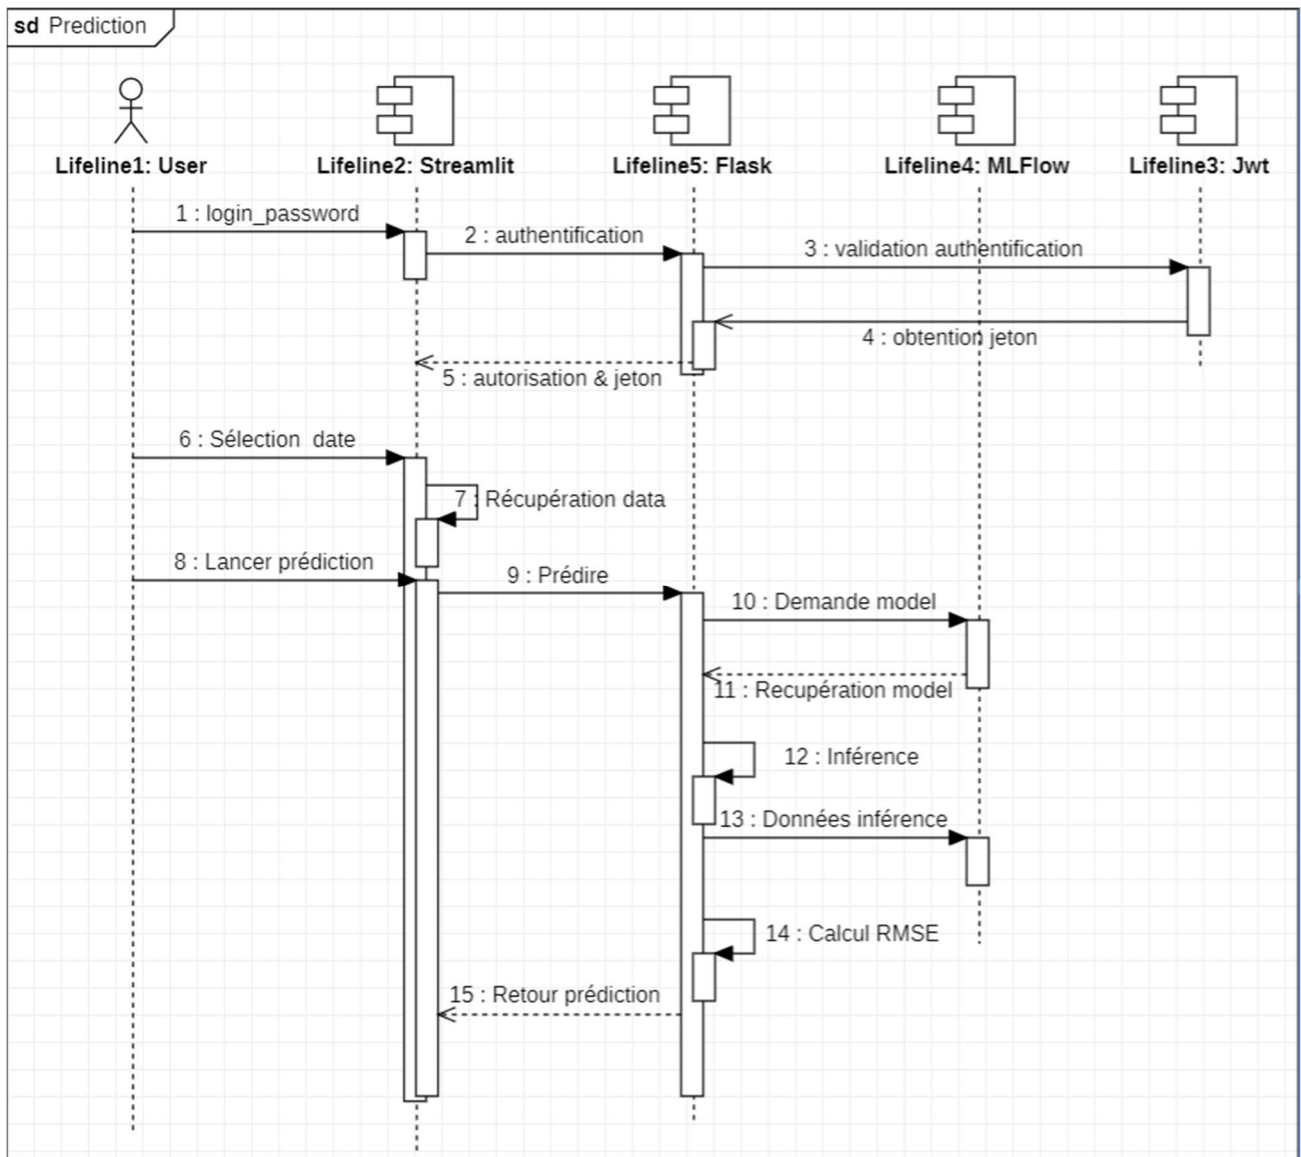 sd Prediction
Lifeline1: User
Lifeline2: Streamlit
Lifeline5: Flask
Lifeline4: MLFlow
Lifeline3: Jwt
1 : login_password
2 : authentification
3 : validation authentification
4 : obtention jeton
5 : autorisation & jeton
6 : Sélection  date
7 : Récupération data
8 : Lancer prédiction
9 : Prédire
10 : Demande model
11 : Recupération model
12 : Inférence
13 : Données inférence
14 : Calcul RMSE
15 : Retour prédiction